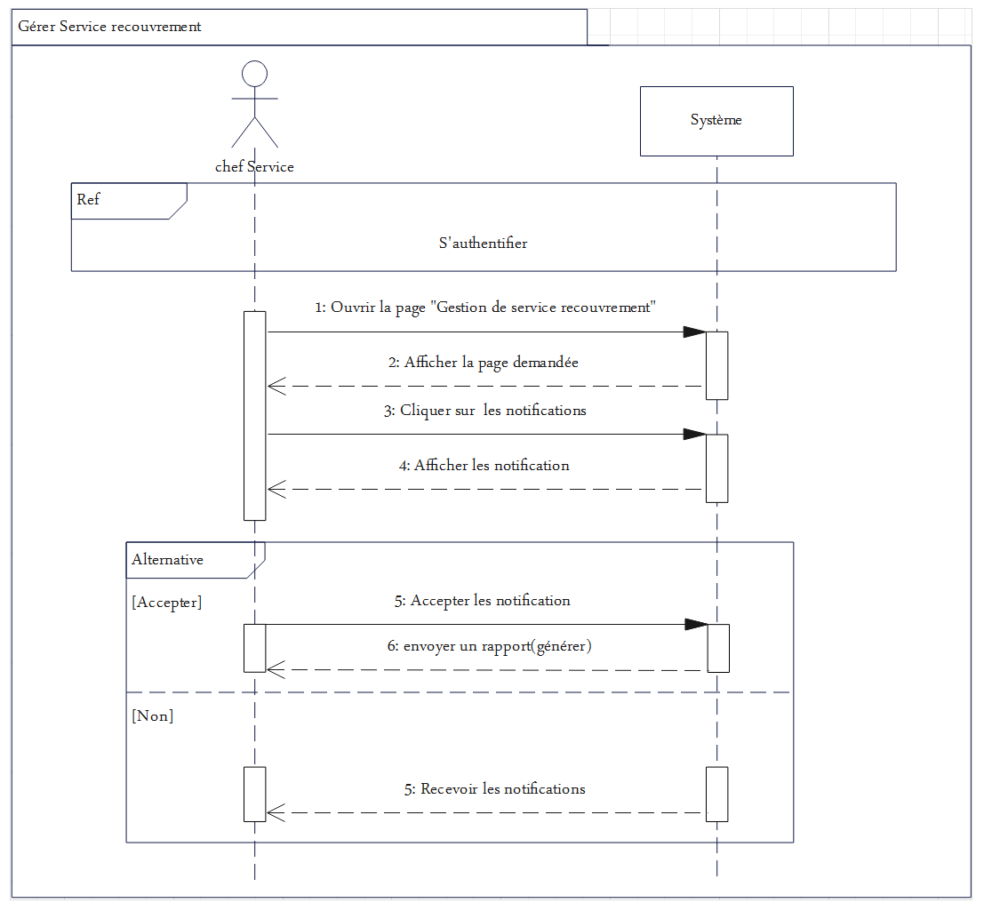 Gérer Service recouvrement
Système
chef Service
Ref
S'authentifier
1: Ouvrir la page "Gestion de service recouvrement"
2: Afficher la page demandée
3: Cliquer sur  les notifications
4: Afficher les notification
Alternative
[Accepter]
5: Accepter les notification
6: envoyer un rapport(générer)
[Non]
5: Recevoir les notifications